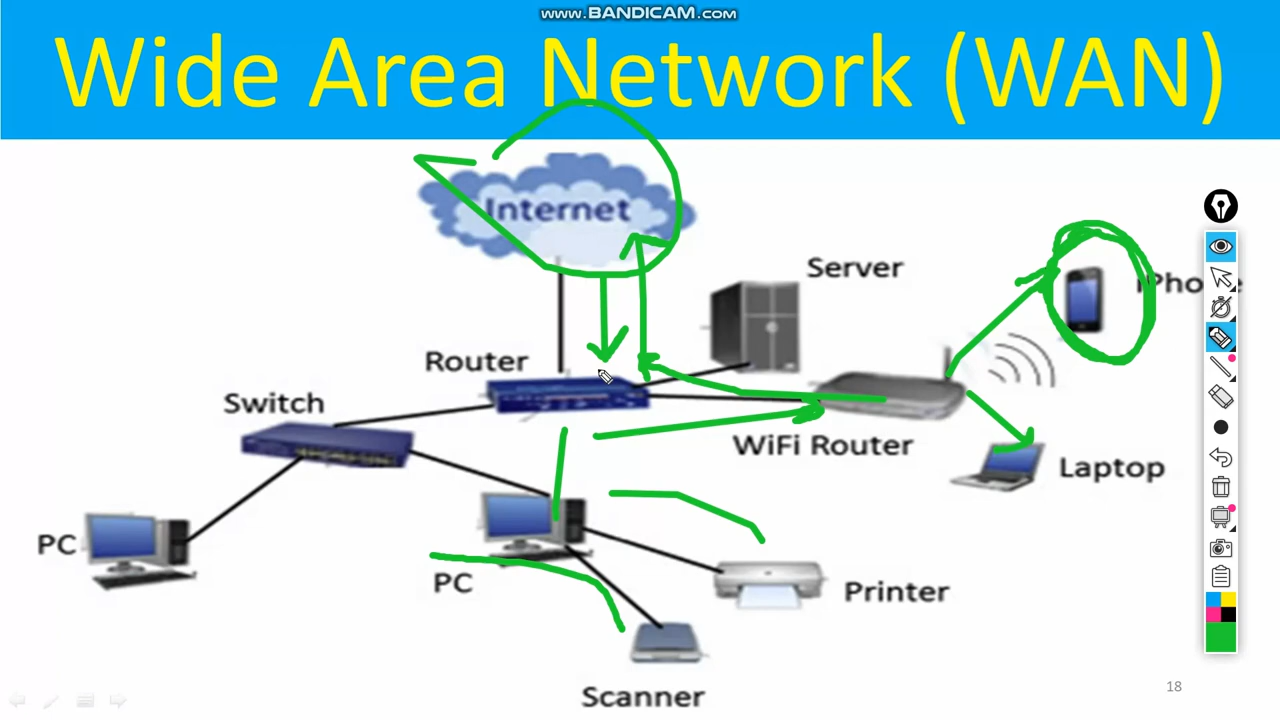 www.BANDICAM.com
Wide Area Network (WAN)
Internet
Server
Router
Switch
WiFi Router
Laptop
PC
PC
Printer
Scanner
18